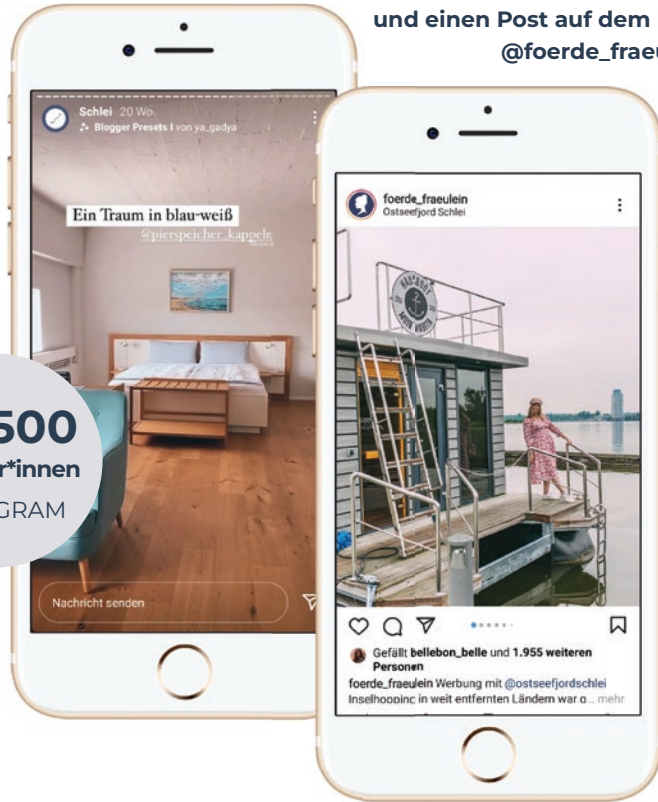 und einen Post auf dem
@foerde_frae
Schlei 20 Wo.
Blogger Presets I von ya_gadya
Ein Traum in blau-weiß
@pierspeicher_kappeln
500
r*innen
GRAM
Nachricht senden
foerde_fraeulein
Ostseefjord Schlei
HAUSBOOT
Gefällt bellebon_belle und 1.955 weiteren
Personen
foerde_fraeulein Werbung mit @ostseefjordschlei
Inselhopping in weit entfernten Ländern war g... mehr